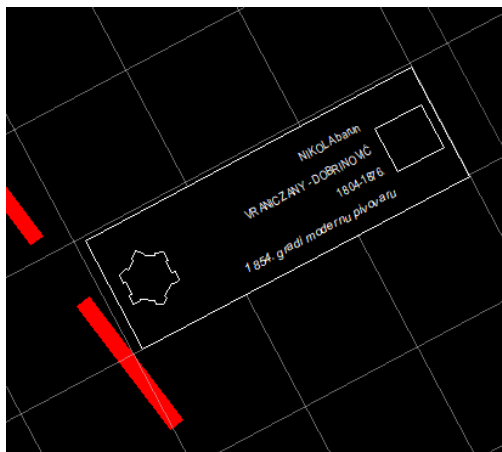 NIKOLA barun
VRANICZANY - DOBRINOVIĆ
1804-1876.
1854. gradi modernu pivovaru